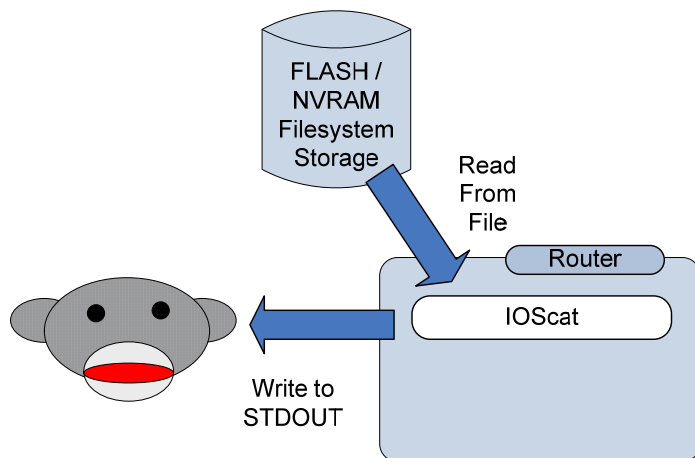 FLASH /
NVRAM
Filesystem
Storage
Read
From
File
Router
IOScat
Write to
STDOUT